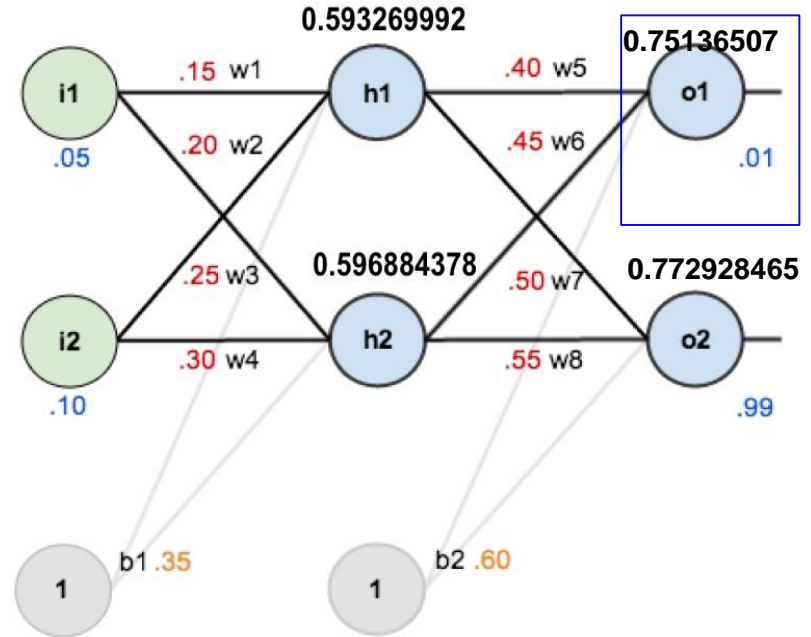 0.593269992
0.75136507
i1
.15 w1
h1
.40 w5
o1
.05
.20 w2
.45 w6
.01
.25 w3
0.596884378
.50 w7
0.772928465
i2
.30 w4
h2
.55 w8
o2
.10
.99
1
b1 .35
1
b2 .60